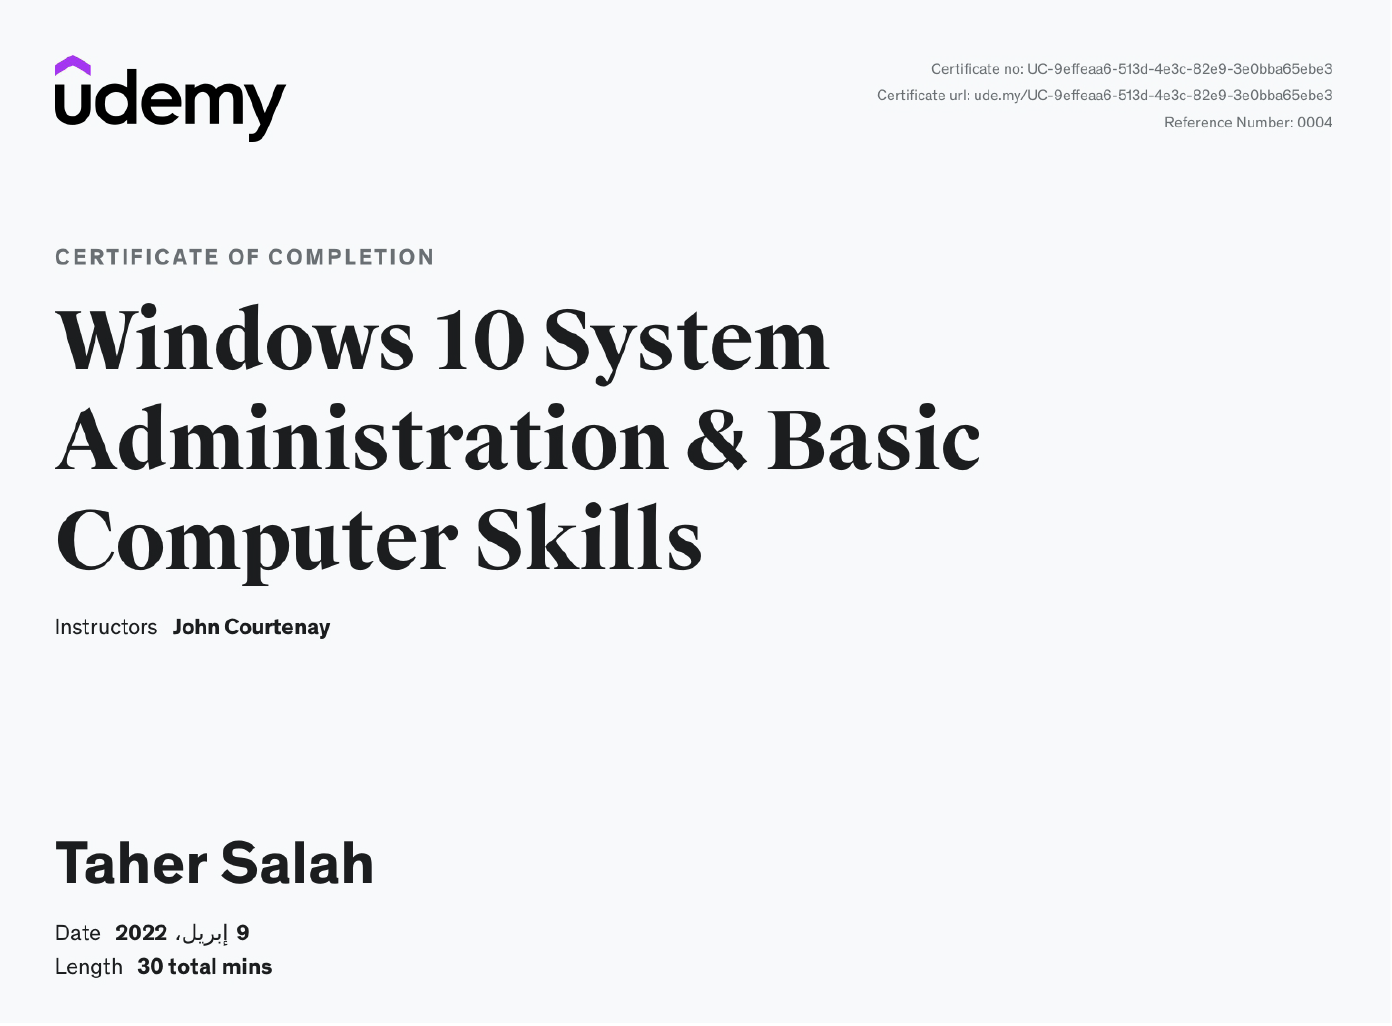 udemy
Certificate no: UC-9effeaa6-513d-4e3c-82e9-3e0bba65ebe3
Certificate url: ude.my/UC-9effeaa6-513d-4e3c-82e9-3e0bba65ebe3
Reference Number: 0004
CERTIFICATE OF COMPLETION
Windows 10 System
Administration & Basic
Computer Skills
Instructors John Courtenay
Taher Salah
Date 9 إبريل، 2022
Length 30 total mins